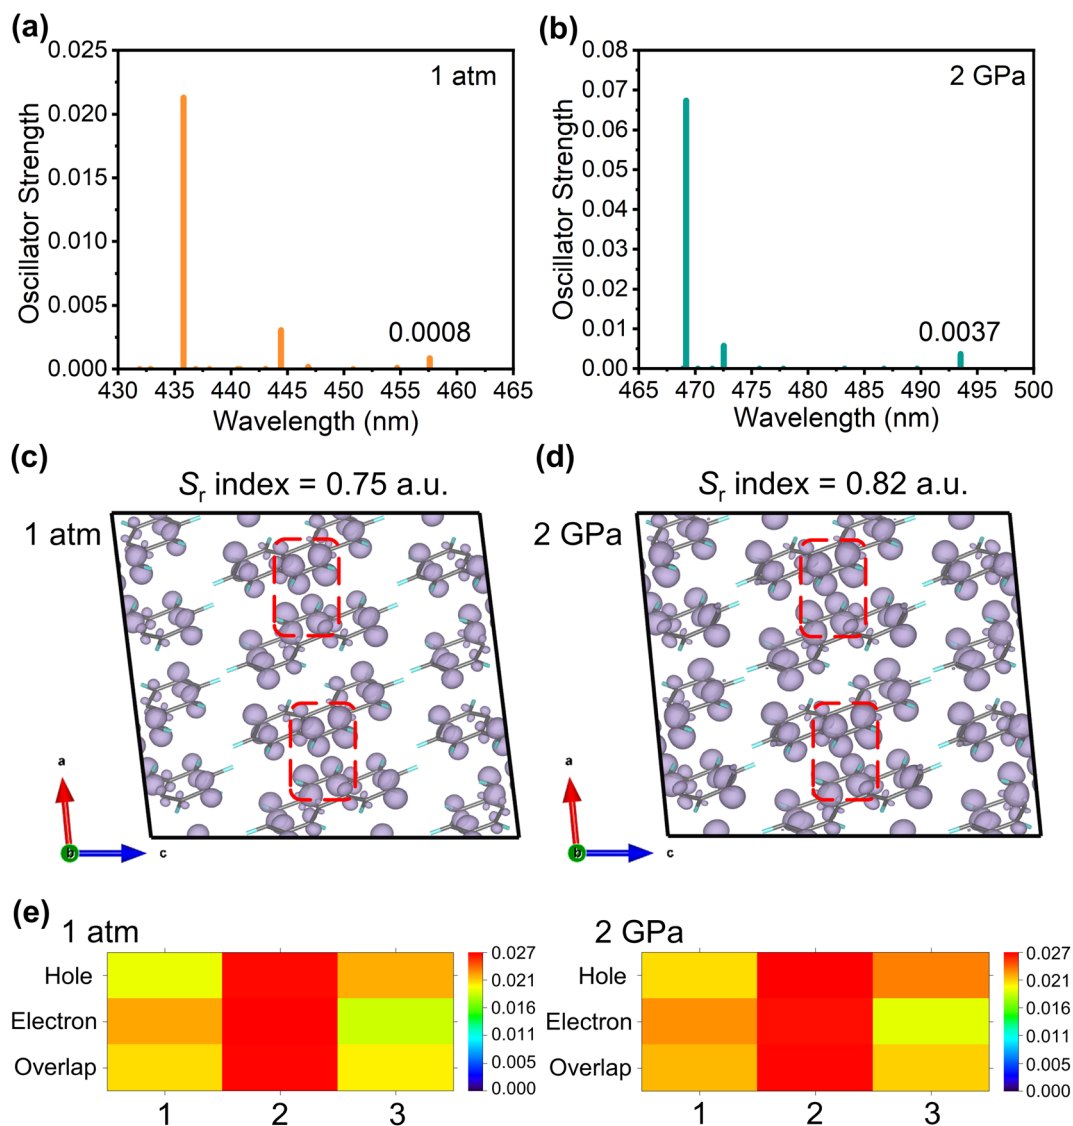 (a)
1 atm
Oscillator Strength
0.025
0.020
0.015
0.010
0.005
0.000
0.0008
430 435 440 445 450 455 460 465
Wavelength (nm)
(b)
2 GPa
Oscillator Strength
0.08
0.07
0.06
0.05
0.04
0.03
0.02
0.01
0.00
0.0037
465 470 475 480 485 490 495 500
Wavelength (nm)
(c)
Sr index = 0.75 a.u.
1 atm
a
b
c
(d)
Sr index = 0.82 a.u.
2 GPa
a
b
c
(e)
1 atm
Hole
Electron
Overlap
1 2 3
0.027
0.021
0.016
0.011
0.005
0.000
2 GPa
Hole
Electron
Overlap
1 2 3
0.027
0.021
0.016
0.011
0.005
0.000